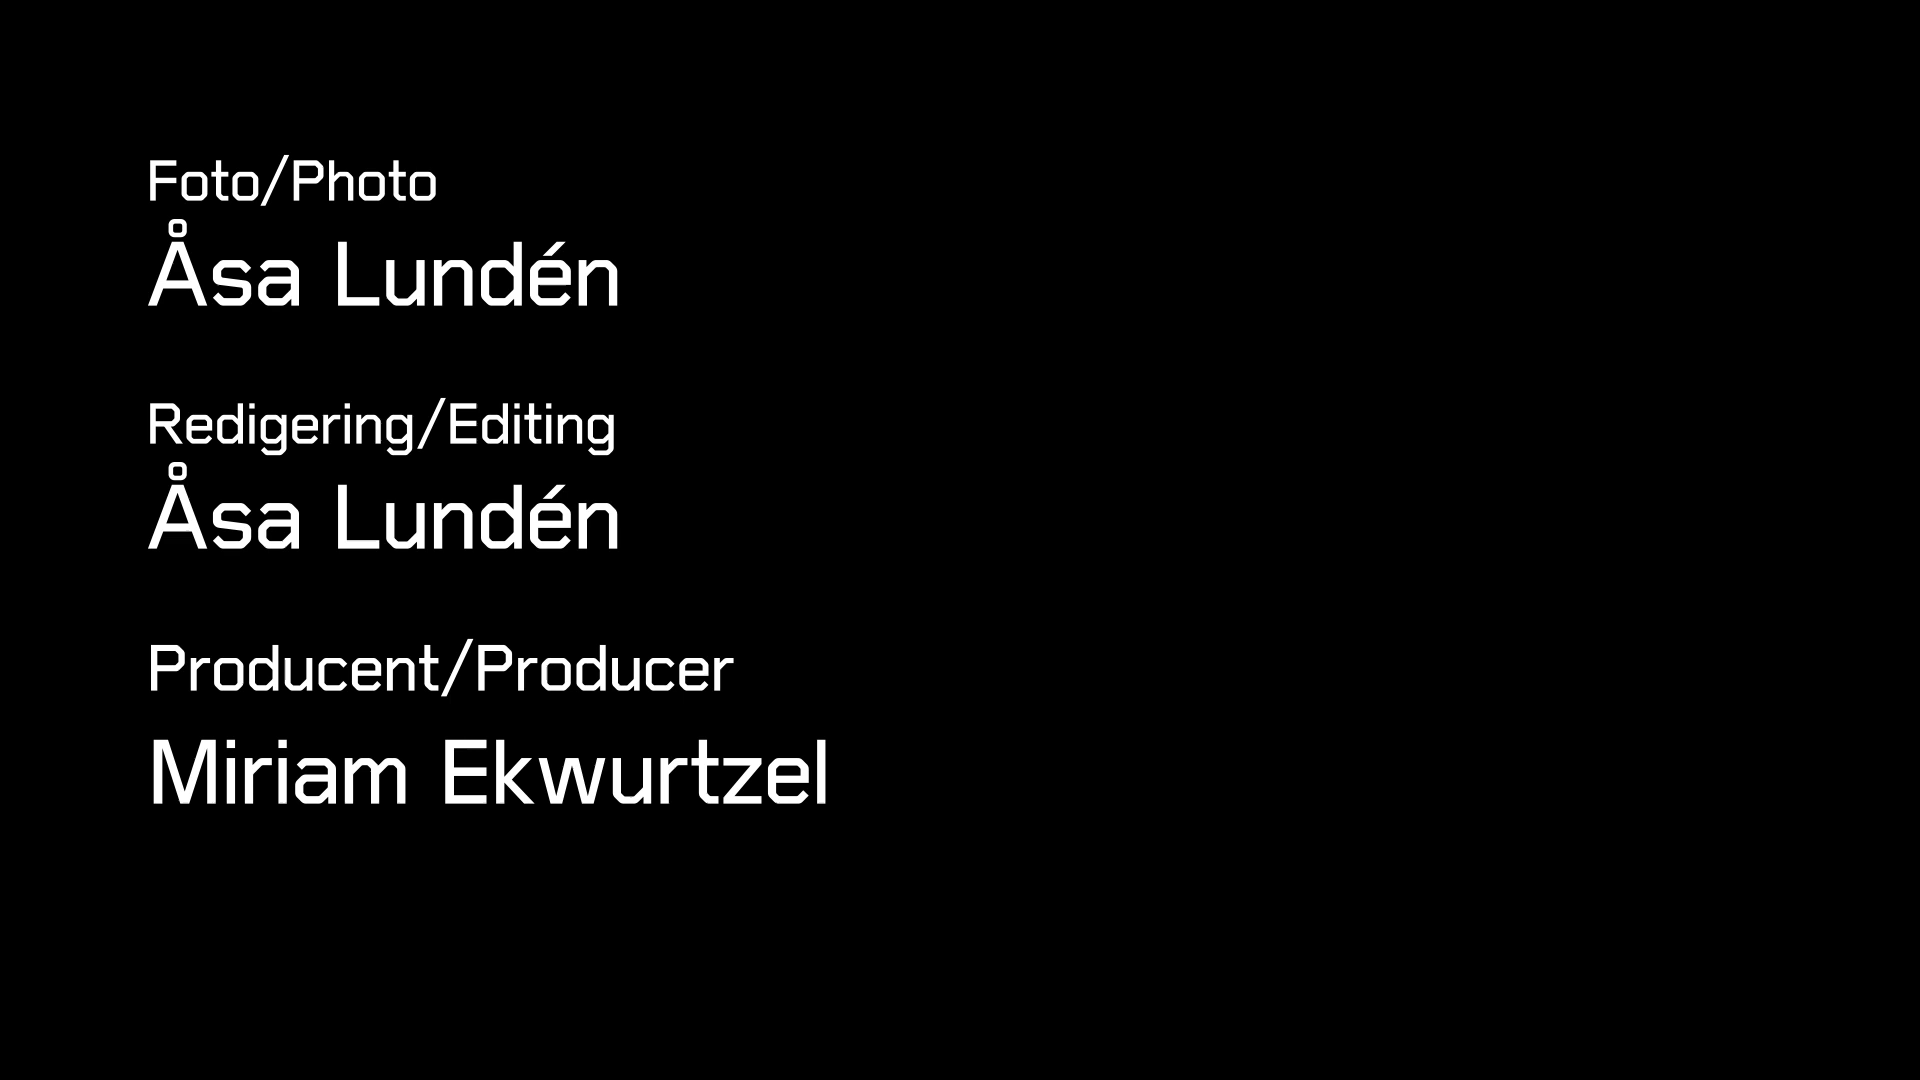 Foto/Photo
Åsa Lundén
Redigering/Editing
Åsa Lundén
Producent/Producer
Miriam Ekwurtzel